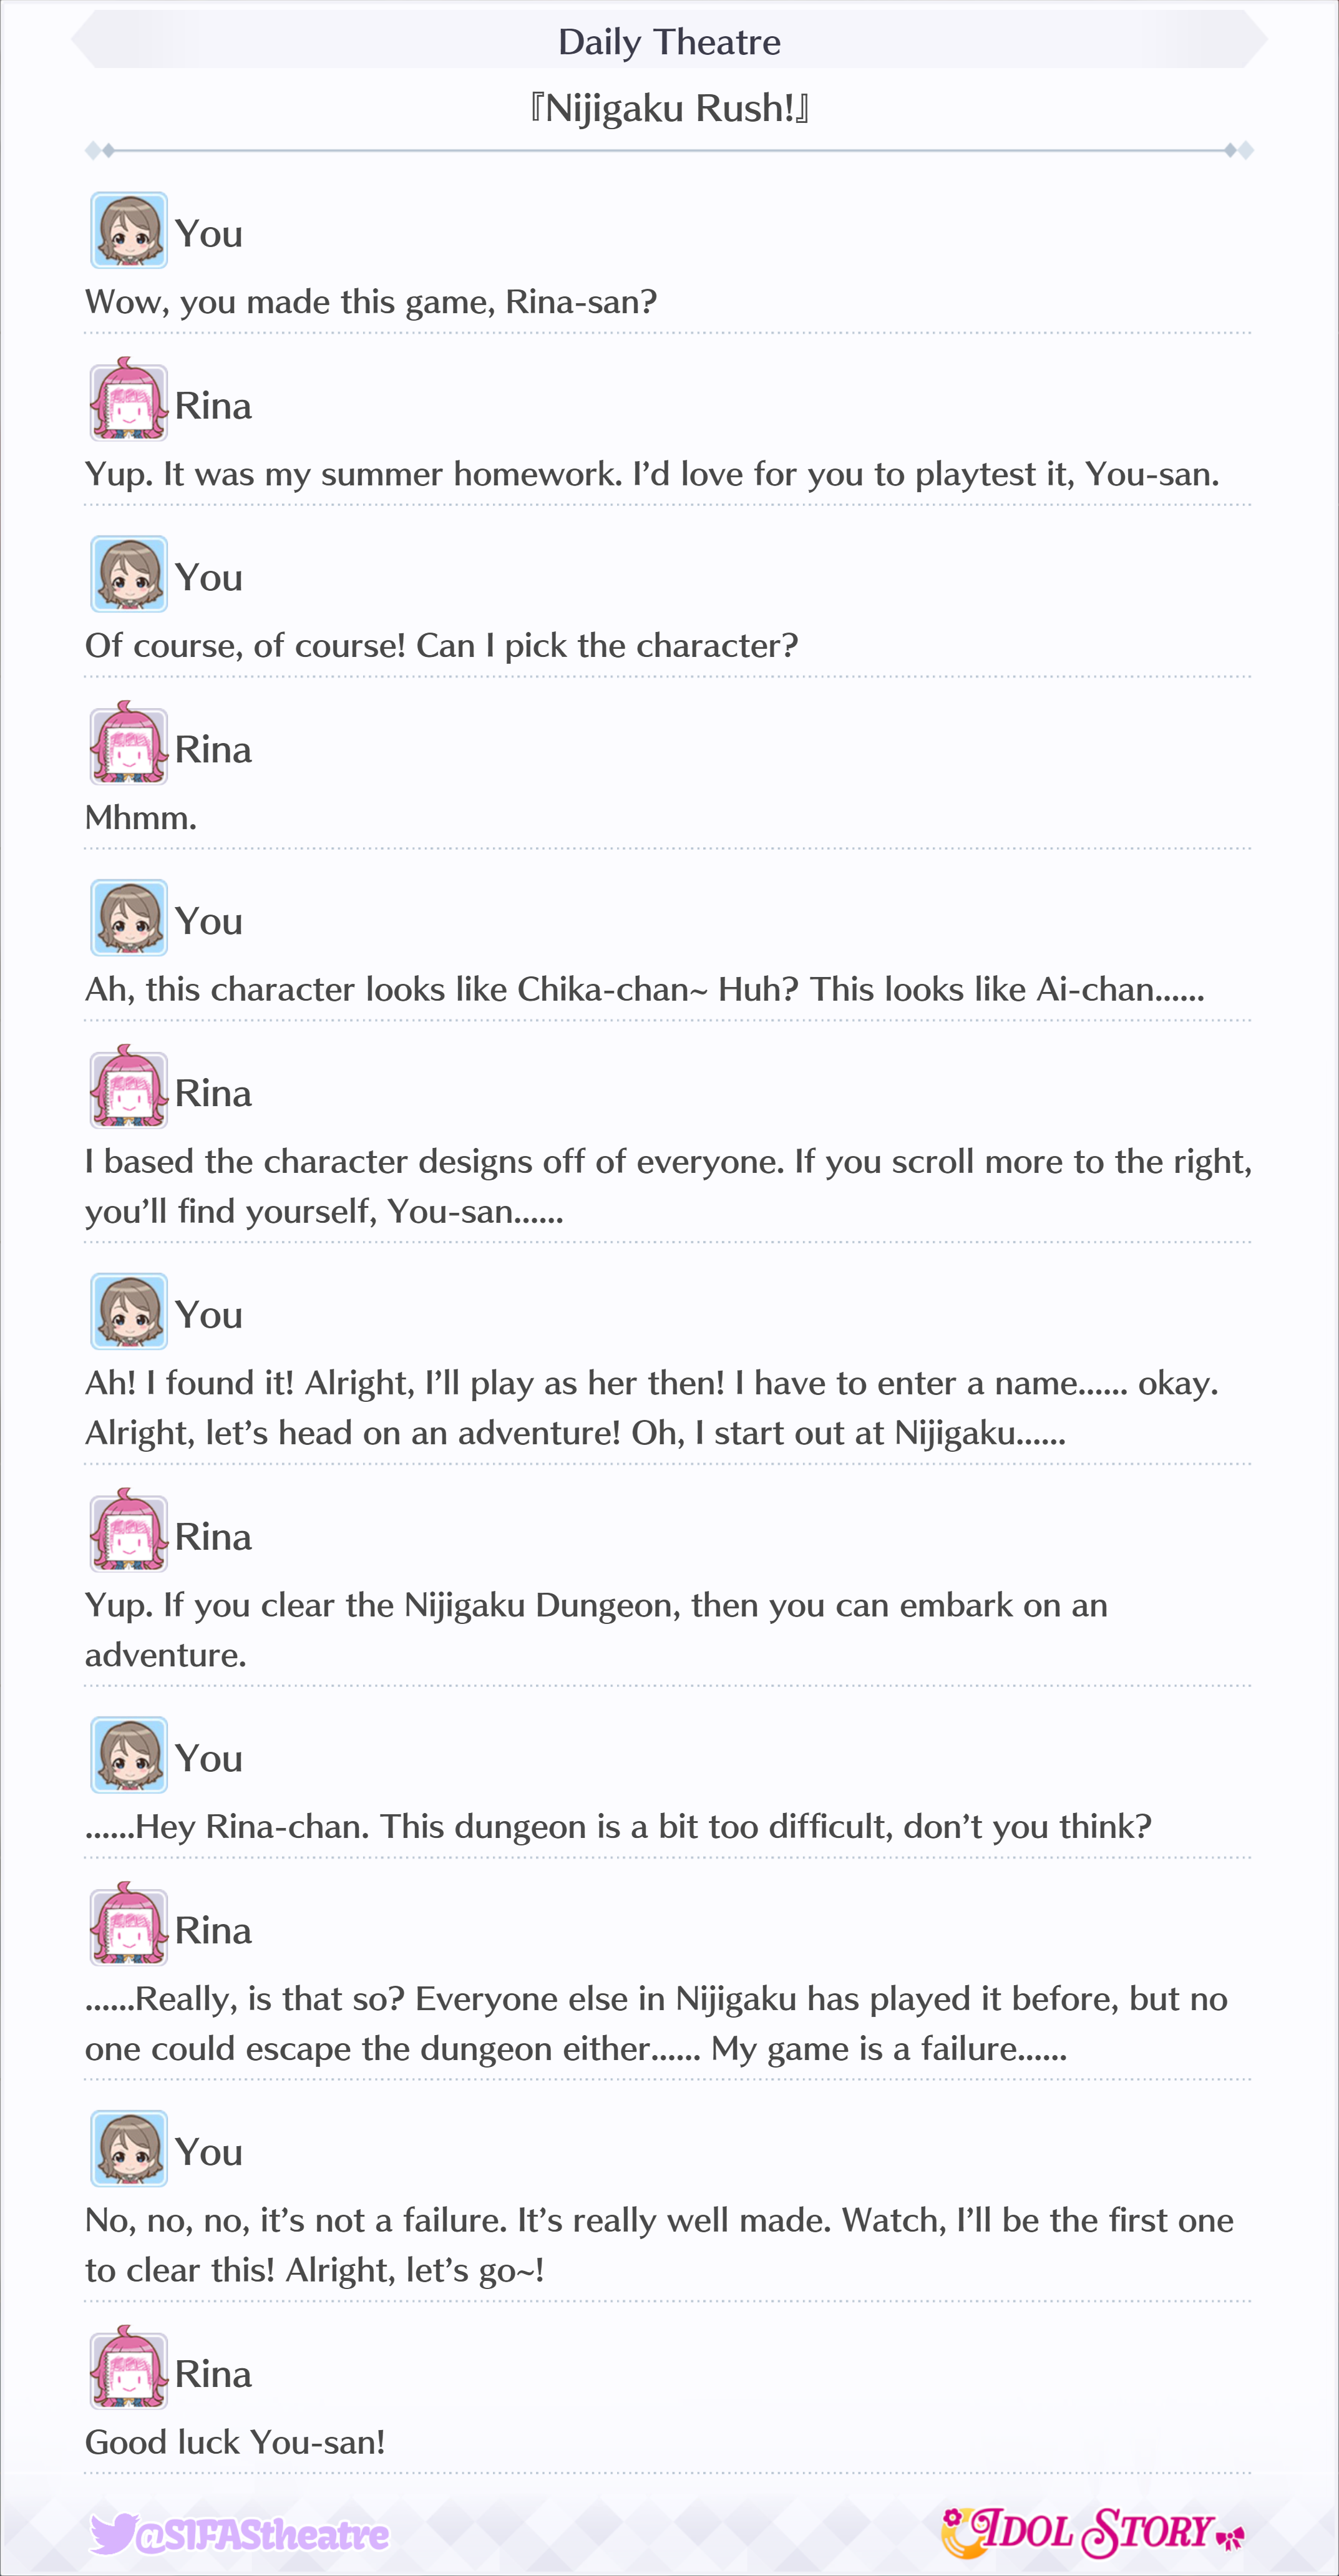 Daily Theatre
『Nijigaku Rush!』
You
Wow, you made this game, Rina-san?
Rina
Yup. It was my summer homework. I’d love for you to playtest it, You-san.
You
Of course, of course! Can I pick the character?
Rina
Mhmm.
You
Ah, this character looks like Chika-chan~ Huh? This looks like Ai-chan......
Rina
I based the character designs off of everyone. If you scroll more to the right,
you’ll find yourself, You-san......
You
Ah! I found it! Alright, I’ll play as her then! I have to enter a name...... okay.
Alright, let’s head on an adventure! Oh, I start out at Nijigaku......
Rina
Yup. If you clear the Nijigaku Dungeon, then you can embark on an
adventure.
You
......Hey Rina-chan. This dungeon is a bit too difficult, don’t you think?
Rina
......Really, is that so? Everyone else in Nijigaku has played it before, but no
one could escape the dungeon either...... My game is a failure......
You
No, no, no, it’s not a failure. It’s really well made. Watch, I’ll be the first one
to clear this! Alright, let’s go~!
Rina
Good luck You-san!
@SIFAStheatre
IDOL STORY